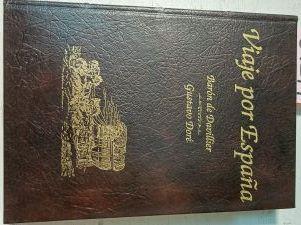 Viaje por España
Barón de Davillier
Gustavo Doré